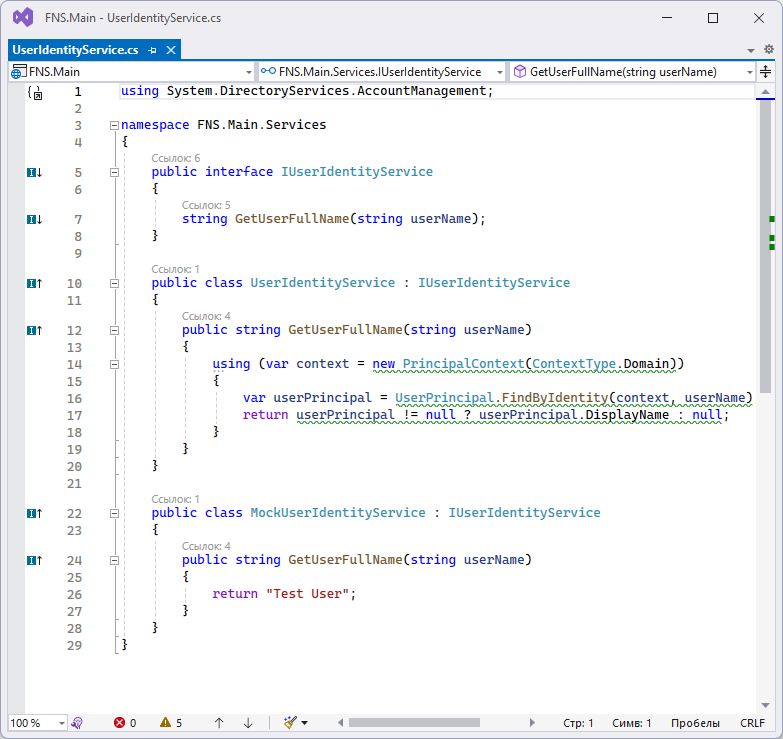 FNS.Main - UserIdentityService.cs
UserIdentityService.cs
FNS.Main
FNS.Main.Services.IUserIdentityService
GetUserFullName(string userName)
1 using System.DirectoryServices.AccountManagement;
2
3 namespace FNS.Main.Services
4 {
Ссылок: 6
5 public interface IUserIdentityService
6 {
Ссылок: 5
7 string GetUserFullName(string userName);
8 }
9
Ссылок: 1
10 public class UserIdentityService : IUserIdentityService
11 {
Ссылок: 4
12 public string GetUserFullName(string userName)
13 {
14 using (var context = new PrincipalContext(ContextType.Domain))
15 {
16 var userPrincipal = UserPrincipal.FindByIdentity(context, userName)
17 return userPrincipal != null ? userPrincipal.DisplayName : null;
18 }
19 }
20 }
21
Ссылок: 1
22 public class MockUserIdentityService : IUserIdentityService
23 {
Ссылок: 4
24 public string GetUserFullName(string userName)
25 {
26 return "Test User";
27 }
28 }
29 }
100 % 0 5 Стр: 1 Симв: 1 Пробелы CRLF